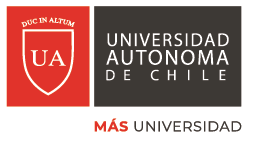 DUC IN ALTUM
UA
UNIVERSIDAD
AUTONOMA
DE CHILE
MÁS UNIVERSIDAD